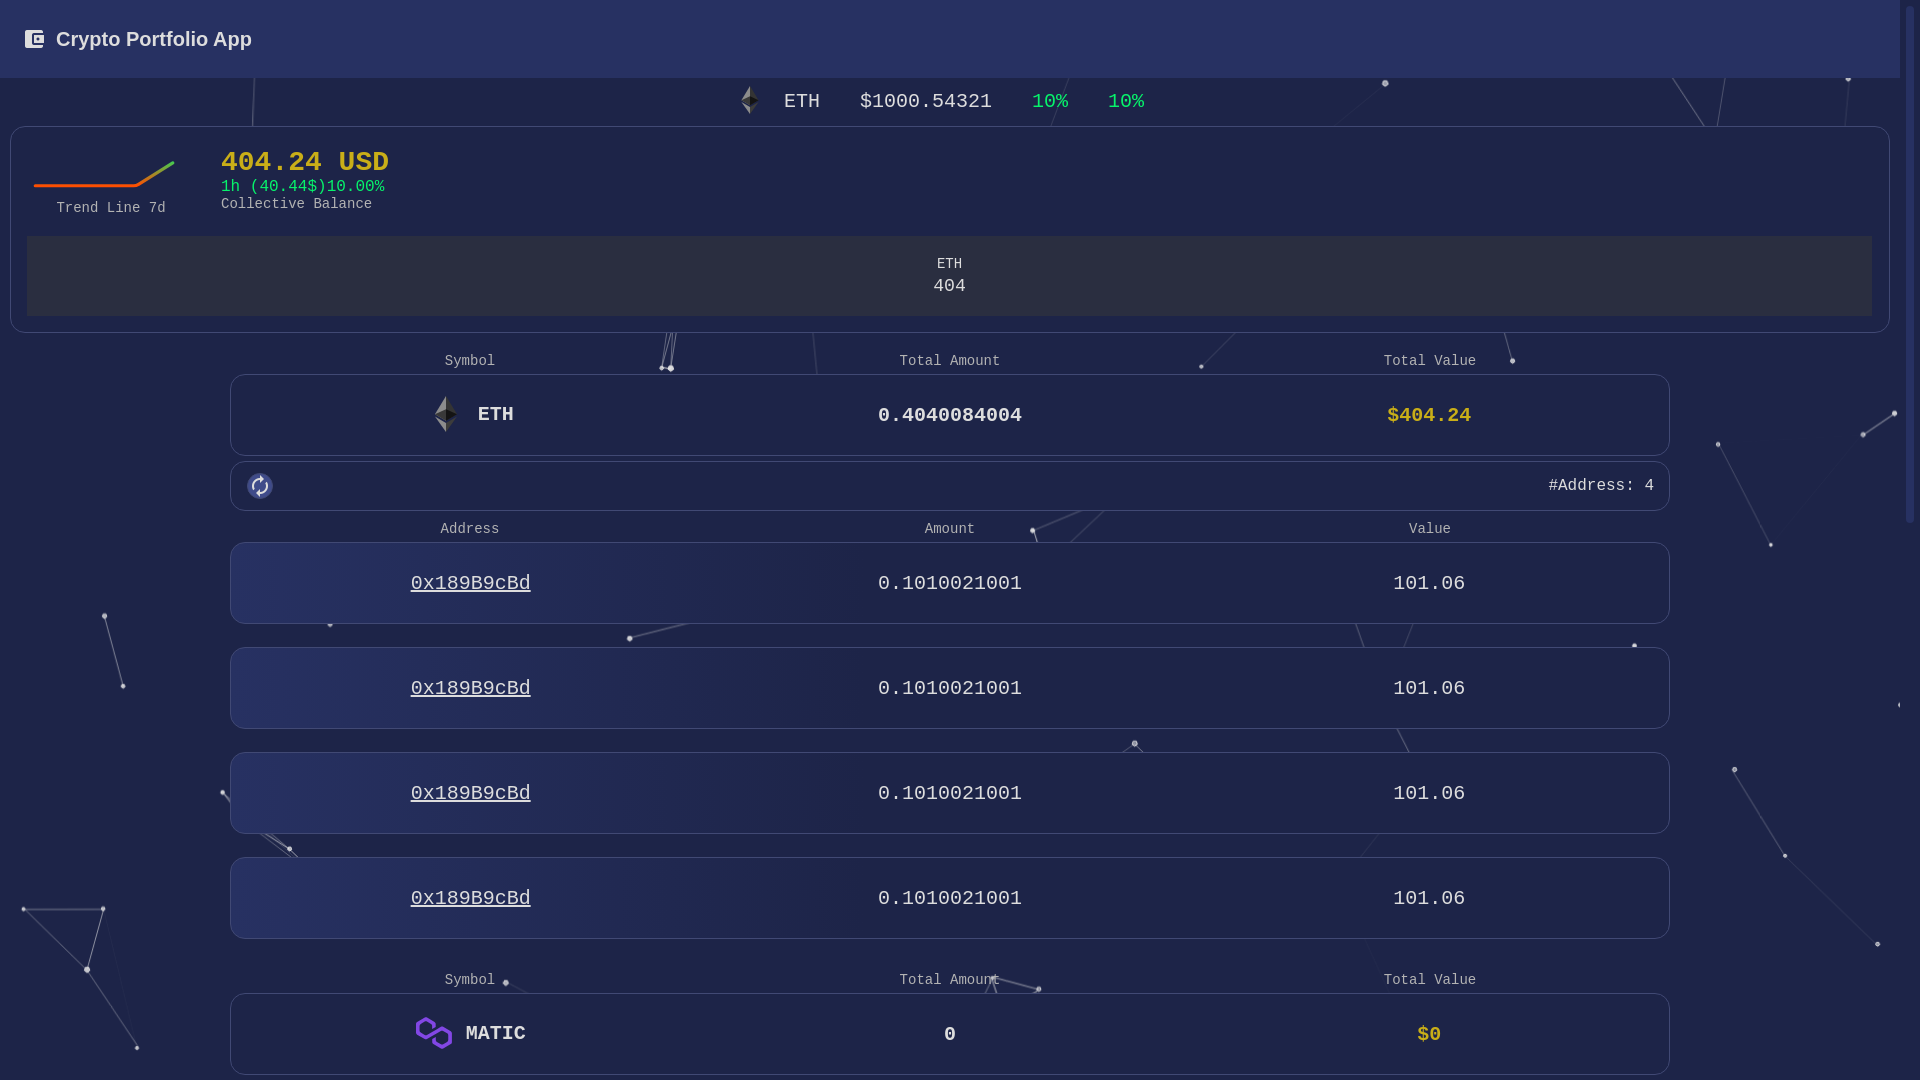 Crypto Portfolio App
ETH $1000.54321 10% 10%
404.24 USD
1h (40.44$)10.00%
Collective Balance
Trend Line 7d
ETH
404
Symbol Total Amount Total Value
ETH 0.4040084004 $404.24
#Address: 4
Address Amount Value
0x189B9cBd 0.1010021001 101.06
0x189B9cBd 0.1010021001 101.06
0x189B9cBd 0.1010021001 101.06
0x189B9cBd 0.1010021001 101.06
Symbol Total Amount Total Value
MATIC 0 $0